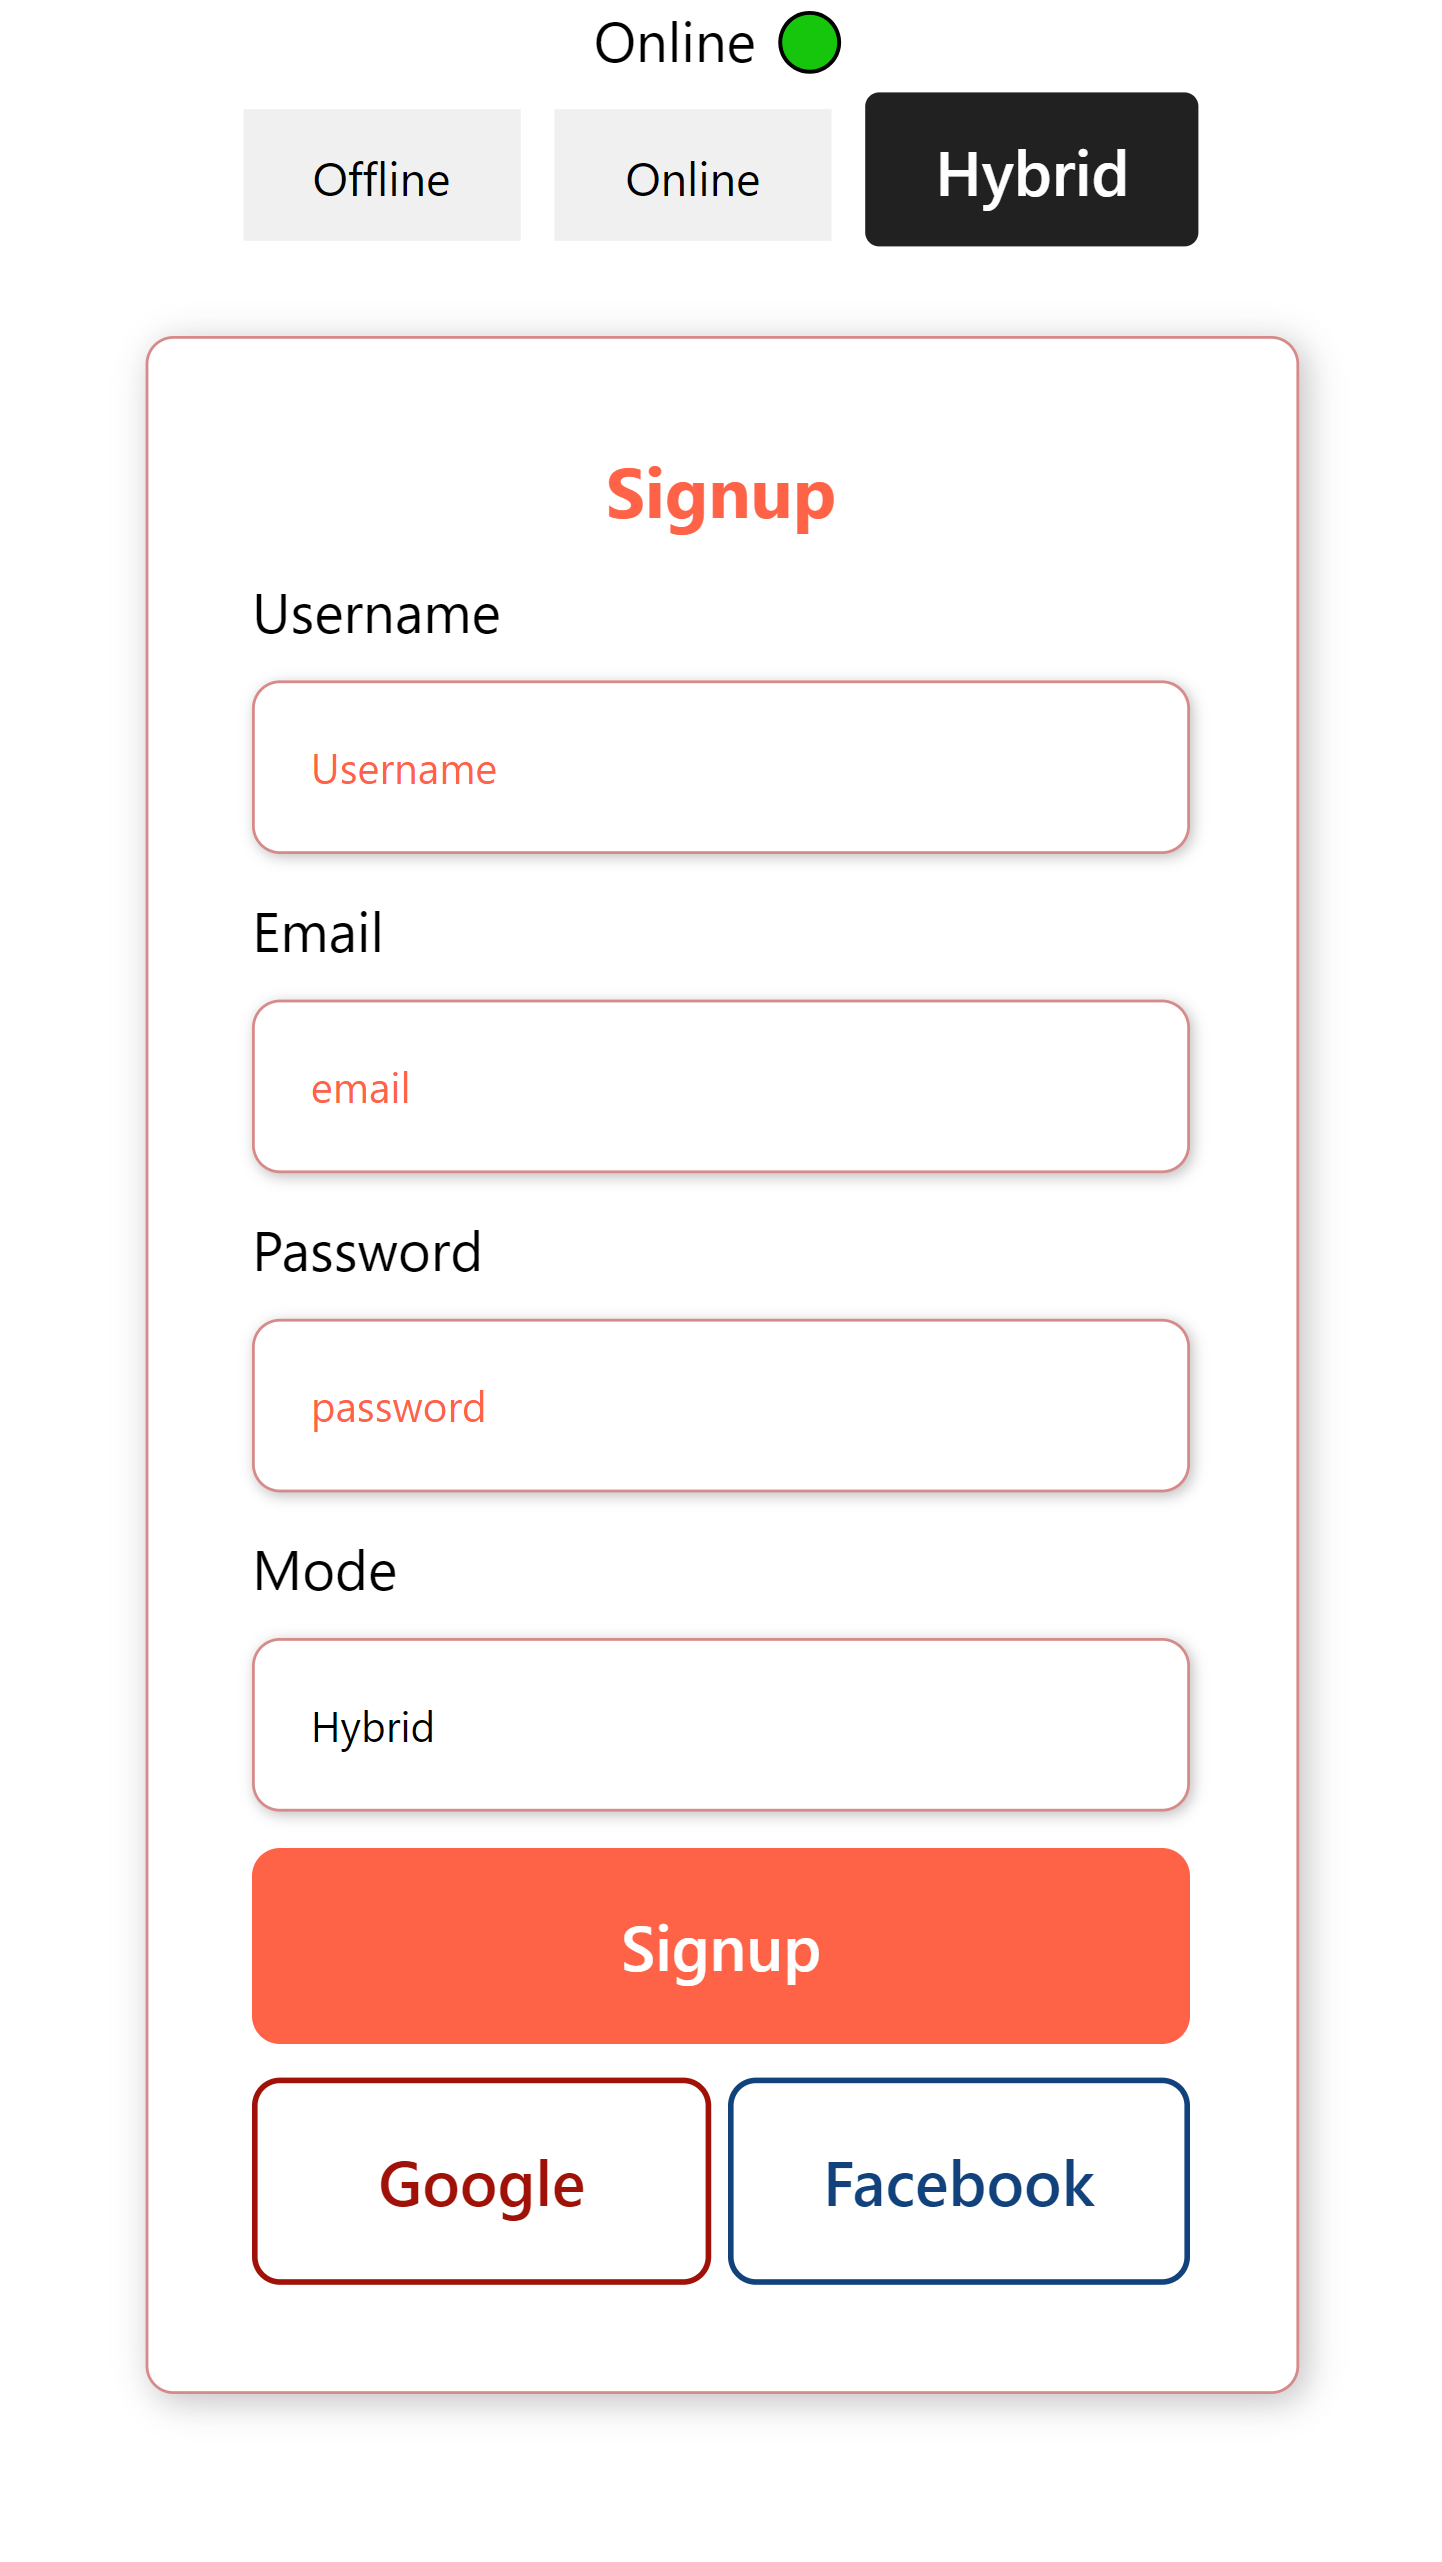 Online
Offline Online Hybrid
Signup
Username
Username
Email
email
Password
password
Mode
Hybrid
Signup
Google Facebook